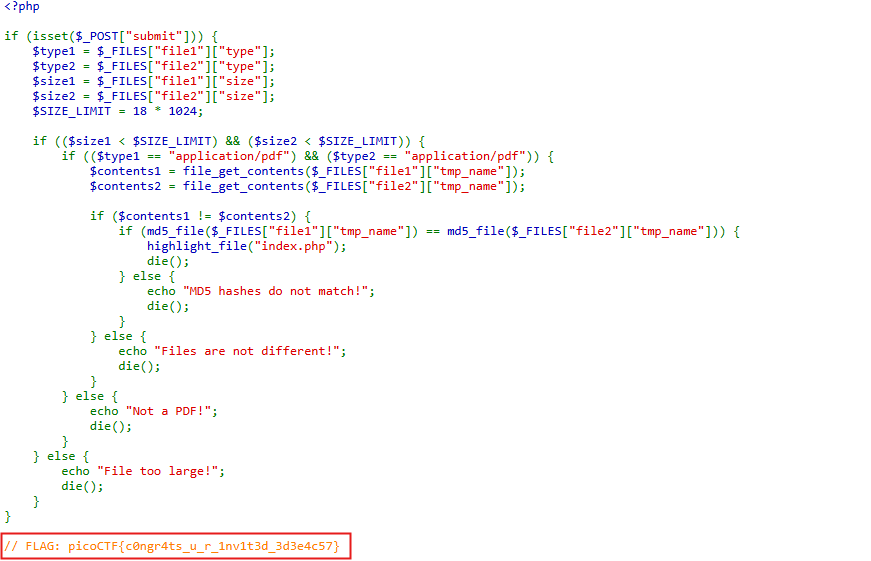 <?php
if (isset($_POST["submit"])) {
    $type1 = $_FILES["file1"]["type"];
    $type2 = $_FILES["file2"]["type"];
    $size1 = $_FILES["file1"]["size"];
    $size2 = $_FILES["file2"]["size"];
    $SIZE_LIMIT = 18 * 1024;
    if (($size1 < $SIZE_LIMIT) && ($size2 < $SIZE_LIMIT)) {
        if (($type1 == "application/pdf") && ($type2 == "application/pdf")) {
            $contents1 = file_get_contents($_FILES["file1"]["tmp_name"]);
            $contents2 = file_get_contents($_FILES["file2"]["tmp_name"]);
            if ($contents1 != $contents2) {
                if (md5_file($_FILES["file1"]["tmp_name"]) == md5_file($_FILES["file2"]["tmp_name"])) {
                    highlight_file("index.php");
                    die();
                } else {
                    echo "MD5 hashes do not match!";
                    die();
                }
            } else {
                echo "Files are not different!";
                die();
            }
        } else {
            echo "Not a PDF!";
            die();
        }
    } else {
        echo "File too large!";
        die();
    }
}
// FLAG: picoCTF{c0ngr4ts_u_r_1nv1t3d_3d3e4c57}